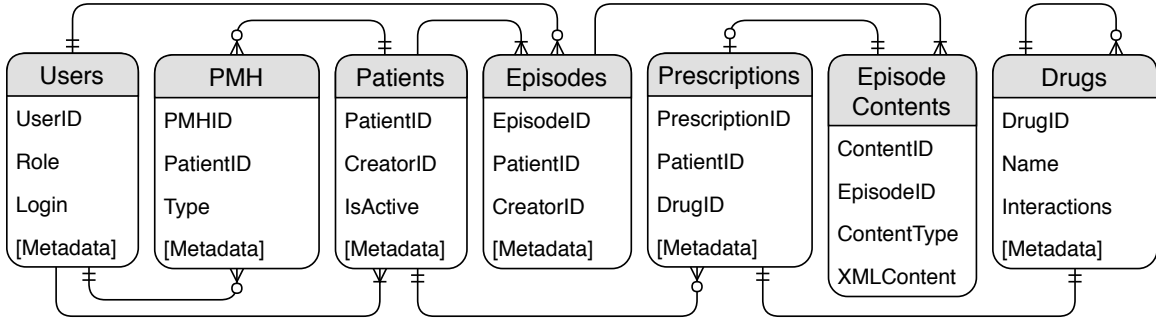 Users
UserID
Role
Login
[Metadata]
PMH
PMHID
PatientID
Type
[Metadata]
Patients
PatientID
CreatorID
IsActive
[Metadata]
Episodes
EpisodeID
PatientID
CreatorID
[Metadata]
Prescriptions
PrescriptionID
PatientID
DrugID
[Metadata]
Episode
Contents
ContentID
EpisodeID
ContentType
XMLContent
Drugs
DrugID
Name
Interactions
[Metadata]